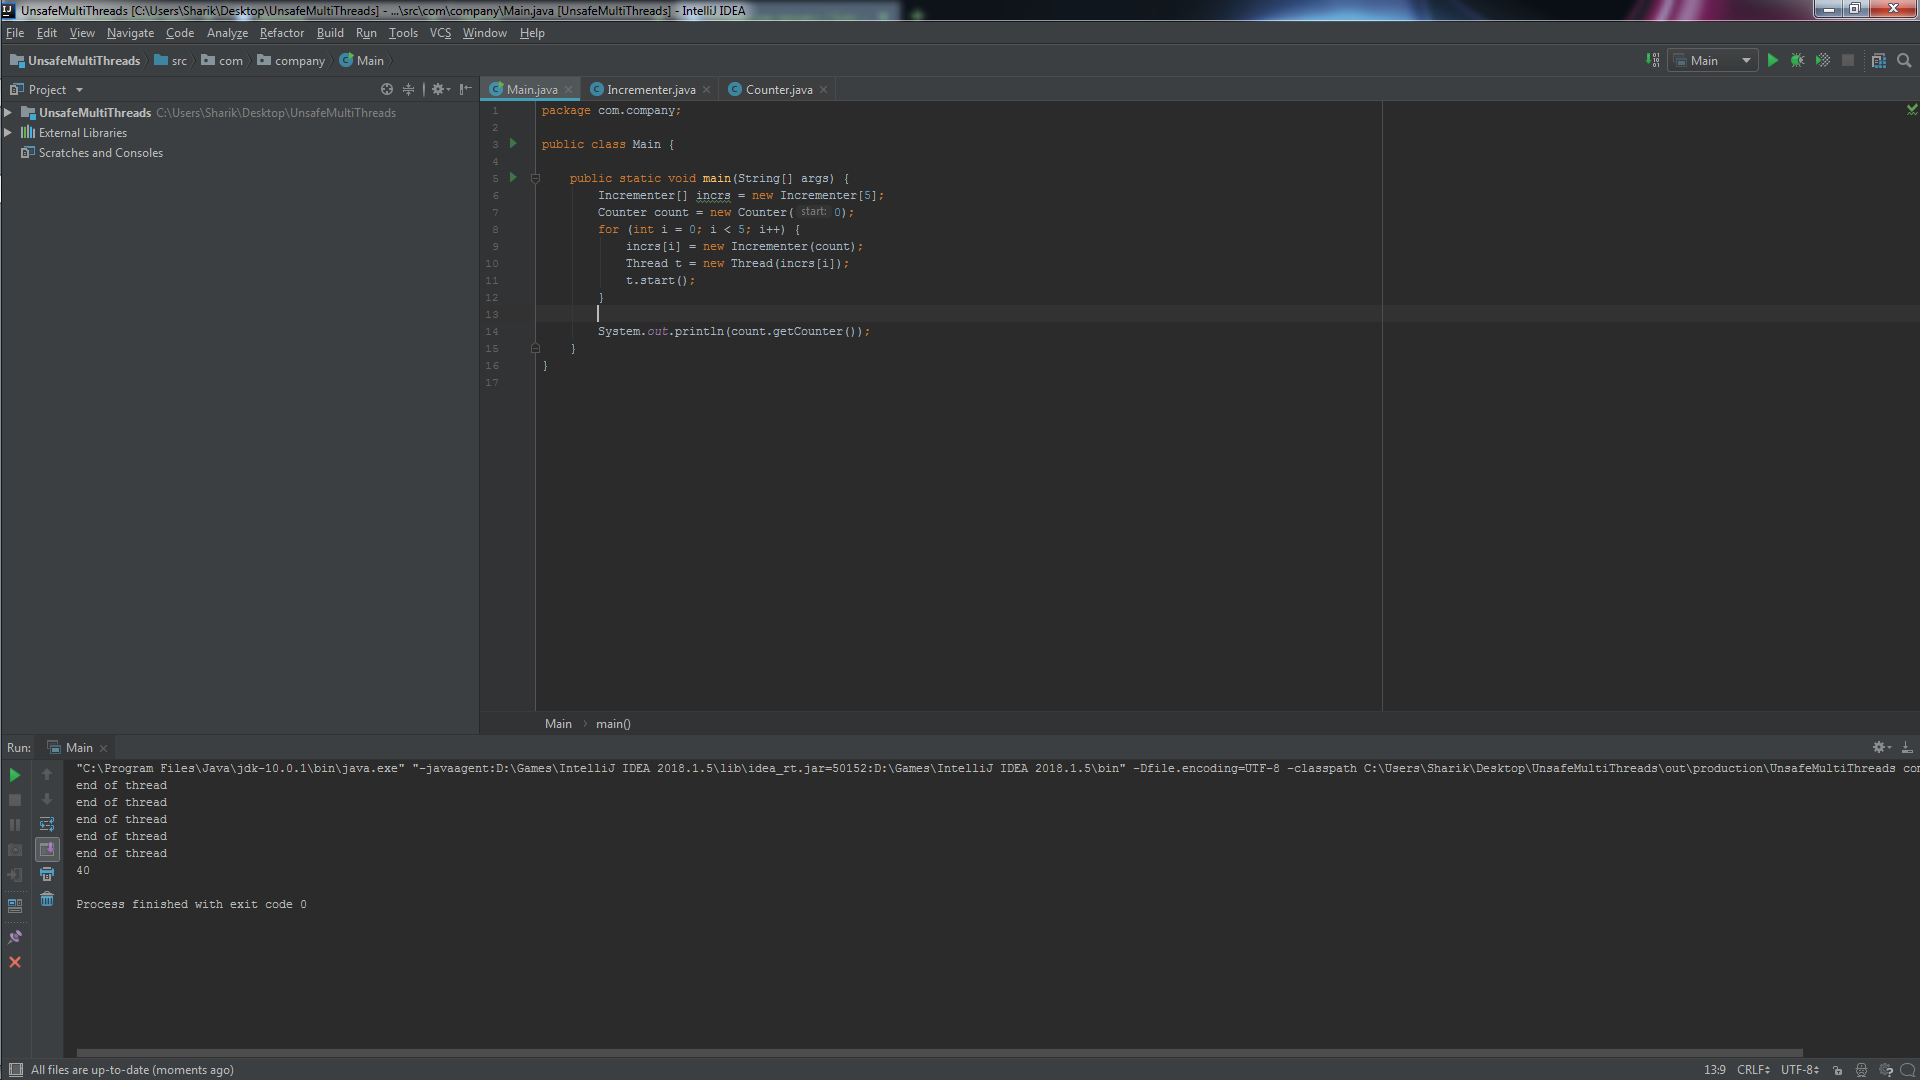 UnsafeMultiThreads [C:\Users\Sharik\Desktop\UnsafeMultiThreads] - ...\src\com\company\Main.java [UnsafeMultiThreads] - IntelliJ IDEA
File Edit View Navigate Code Analyze Refactor Build Run Tools VCS Window Help
UnsafeMultiThreads src com company Main
Main
Project
Main.java Incrementer.java Counter.java
UnsafeMultiThreads C:\Users\Sharik\Desktop\UnsafeMultiThreads
External Libraries
Scratches and Consoles
1 package com.company;
2
3 public class Main {
4
5 public static void main(String[] args) {
6 Incrementer[] incrs = new Incrementer[5];
7 Counter count = new Counter( start: 0);
8 for (int i = 0; i < 5; i++) {
9 incrs[i] = new Incrementer(count);
10 Thread t = new Thread(incrs[i]);
11 t.start();
12 }
13
14 System.out.println(count.getCounter());
15 }
16 }
17
Main main()
Run: Main
"C:\Program Files\Java\jdk-10.0.1\bin\java.exe" "-javaagent:D:\Games\IntelliJ IDEA 2018.1.5\lib\idea_rt.jar=50152:D:\Games\IntelliJ IDEA 2018.1.5\bin" -Dfile.encoding=UTF-8 -classpath C:\Users\Sharik\Desktop\UnsafeMultiThreads\out\production\UnsafeMultiThreads com
end of thread
end of thread
end of thread
end of thread
end of thread
40
Process finished with exit code 0
All files are up-to-date (moments ago)
13:9 CRLF UTF-8